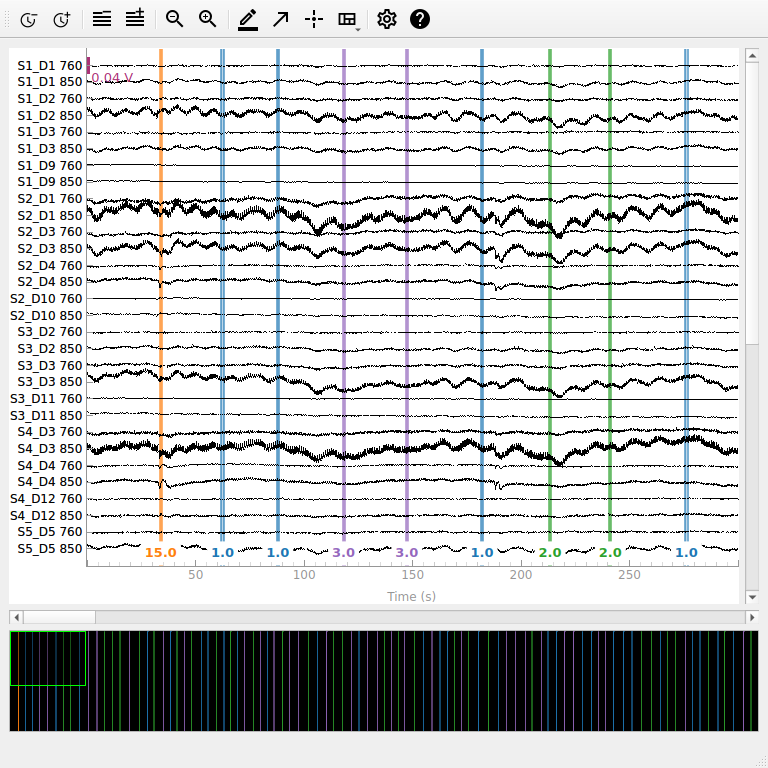 S1_D1 760
0.04 V
S1_D1 850
S1_D2 760
S1_D2 850
S1_D3 760
S1_D3 850
S1_D9 760
S1_D9 850
S2_D1 760
S2_D1 850
S2_D3 760
S2_D3 850
S2_D4 760
S2_D4 850
S2_D10 760
S2_D10 850
S3_D2 760
S3_D2 850
S3_D3 760
S3_D3 850
S3_D11 760
S3_D11 850
S4_D3 760
S4_D3 850
S4_D4 760
S4_D4 850
S4_D12 760
S4_D12 850
S5_D5 760
S5_D5 850
15.0 1.0 1.0 3.0 3.0 1.0 2.0 2.0 1.0
50 100 150 200 250
Time (s)